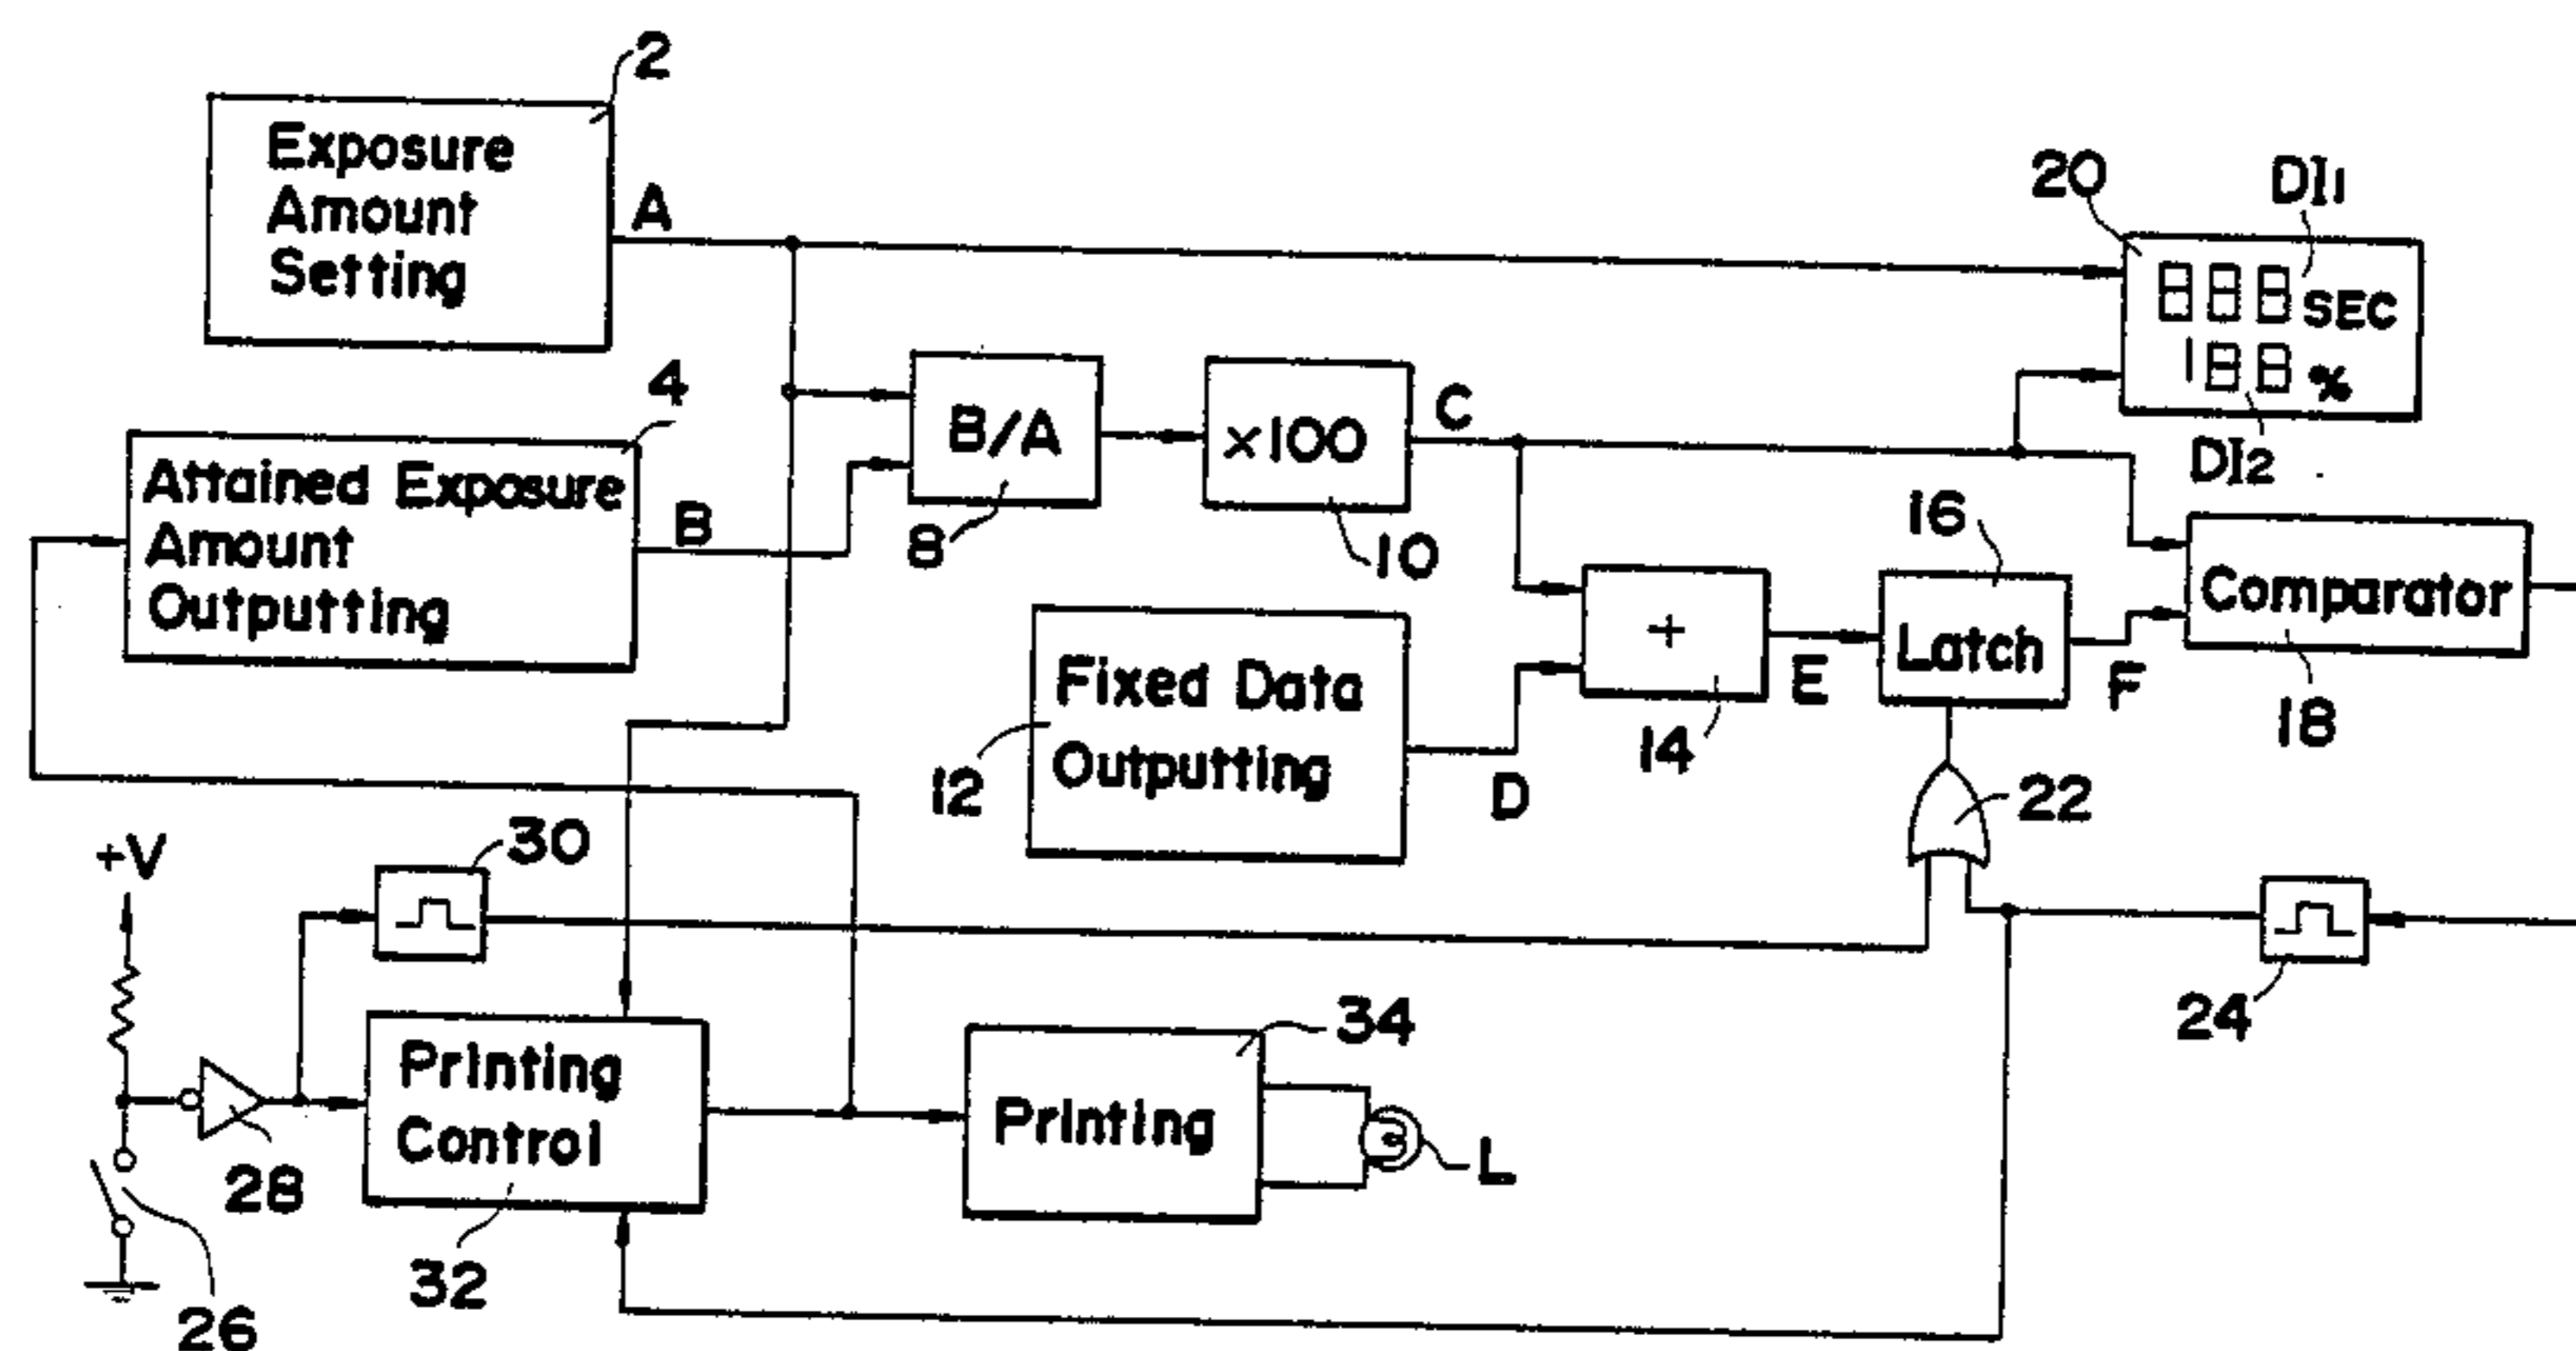 2
Exposure
Amount
Setting
A
20
DI1
888 SEC
188 %
DI2
4
Attained Exposure
Amount
Outputting
B
B/A
8
×100
10
C
16
Comparator
18
Fixed Data
Outputting
12
D
+
14
E
Latch
F
22
+V
30
24
28
26
Printing
Control
32
34
Printing
L